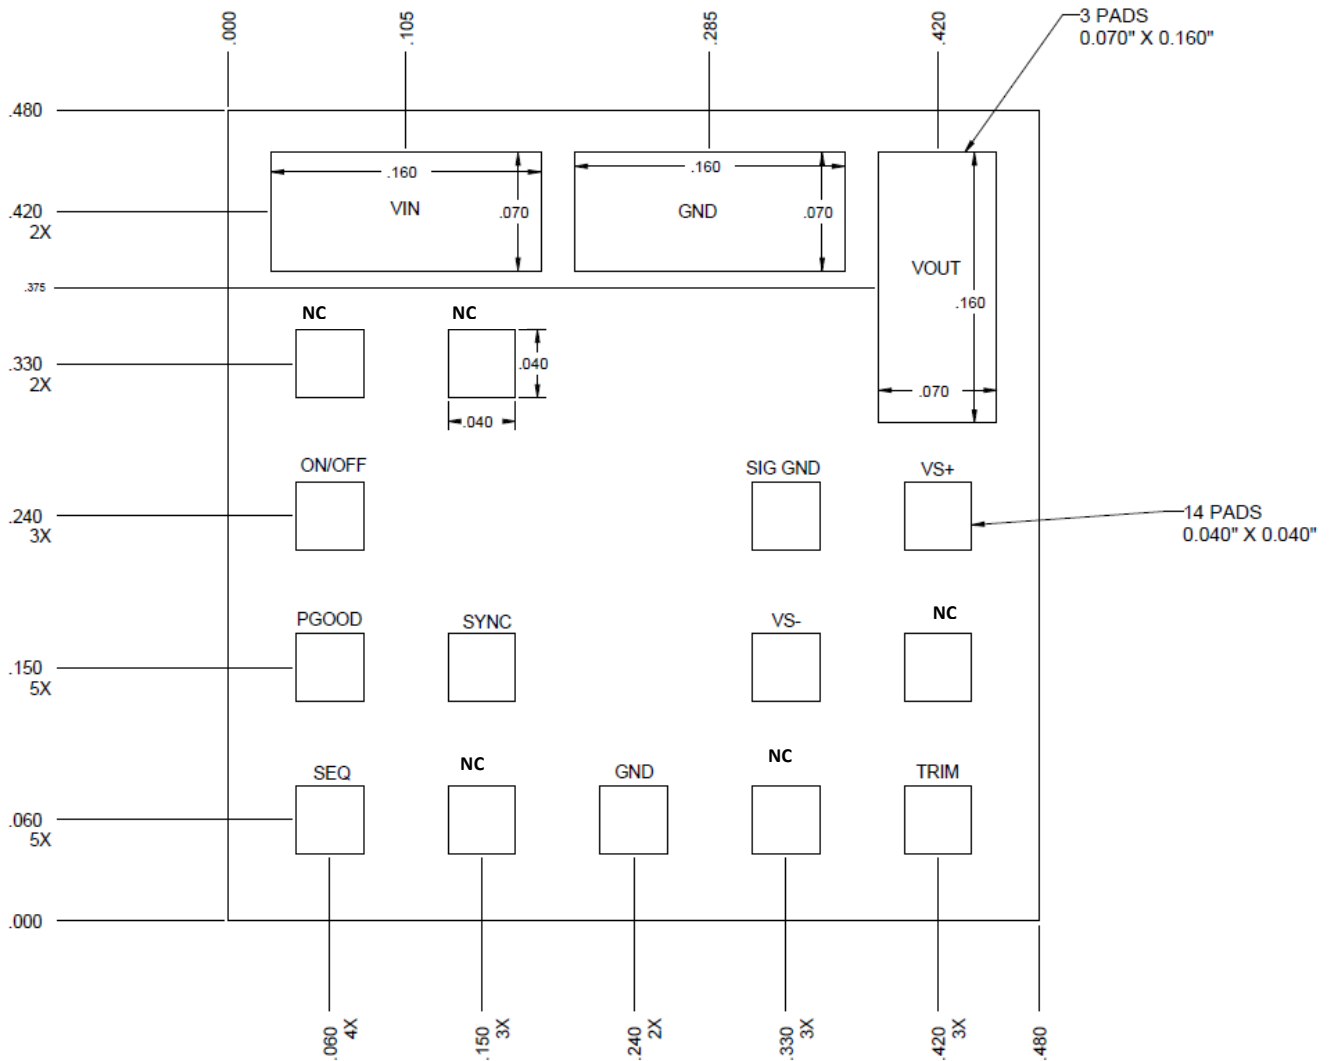 .000
.105
.285
.420
3 PADS
0.070" X 0.160"
.480
.160
.160
VIN
.070
GND
.070
.420
2X
VOUT
.375
.160
NC
NC
.330
2X
.040
.070
.040
ON/OFF
SIG GND
VS+
.240
3X
14 PADS
0.040" X 0.040"
PGOOD
SYNC
VS-
NC
.150
5X
SEQ
NC
GND
NC
TRIM
.060
5X
.000
.060 4X
.150 3X
.240 2X
.330 3X
.420 3X
.480